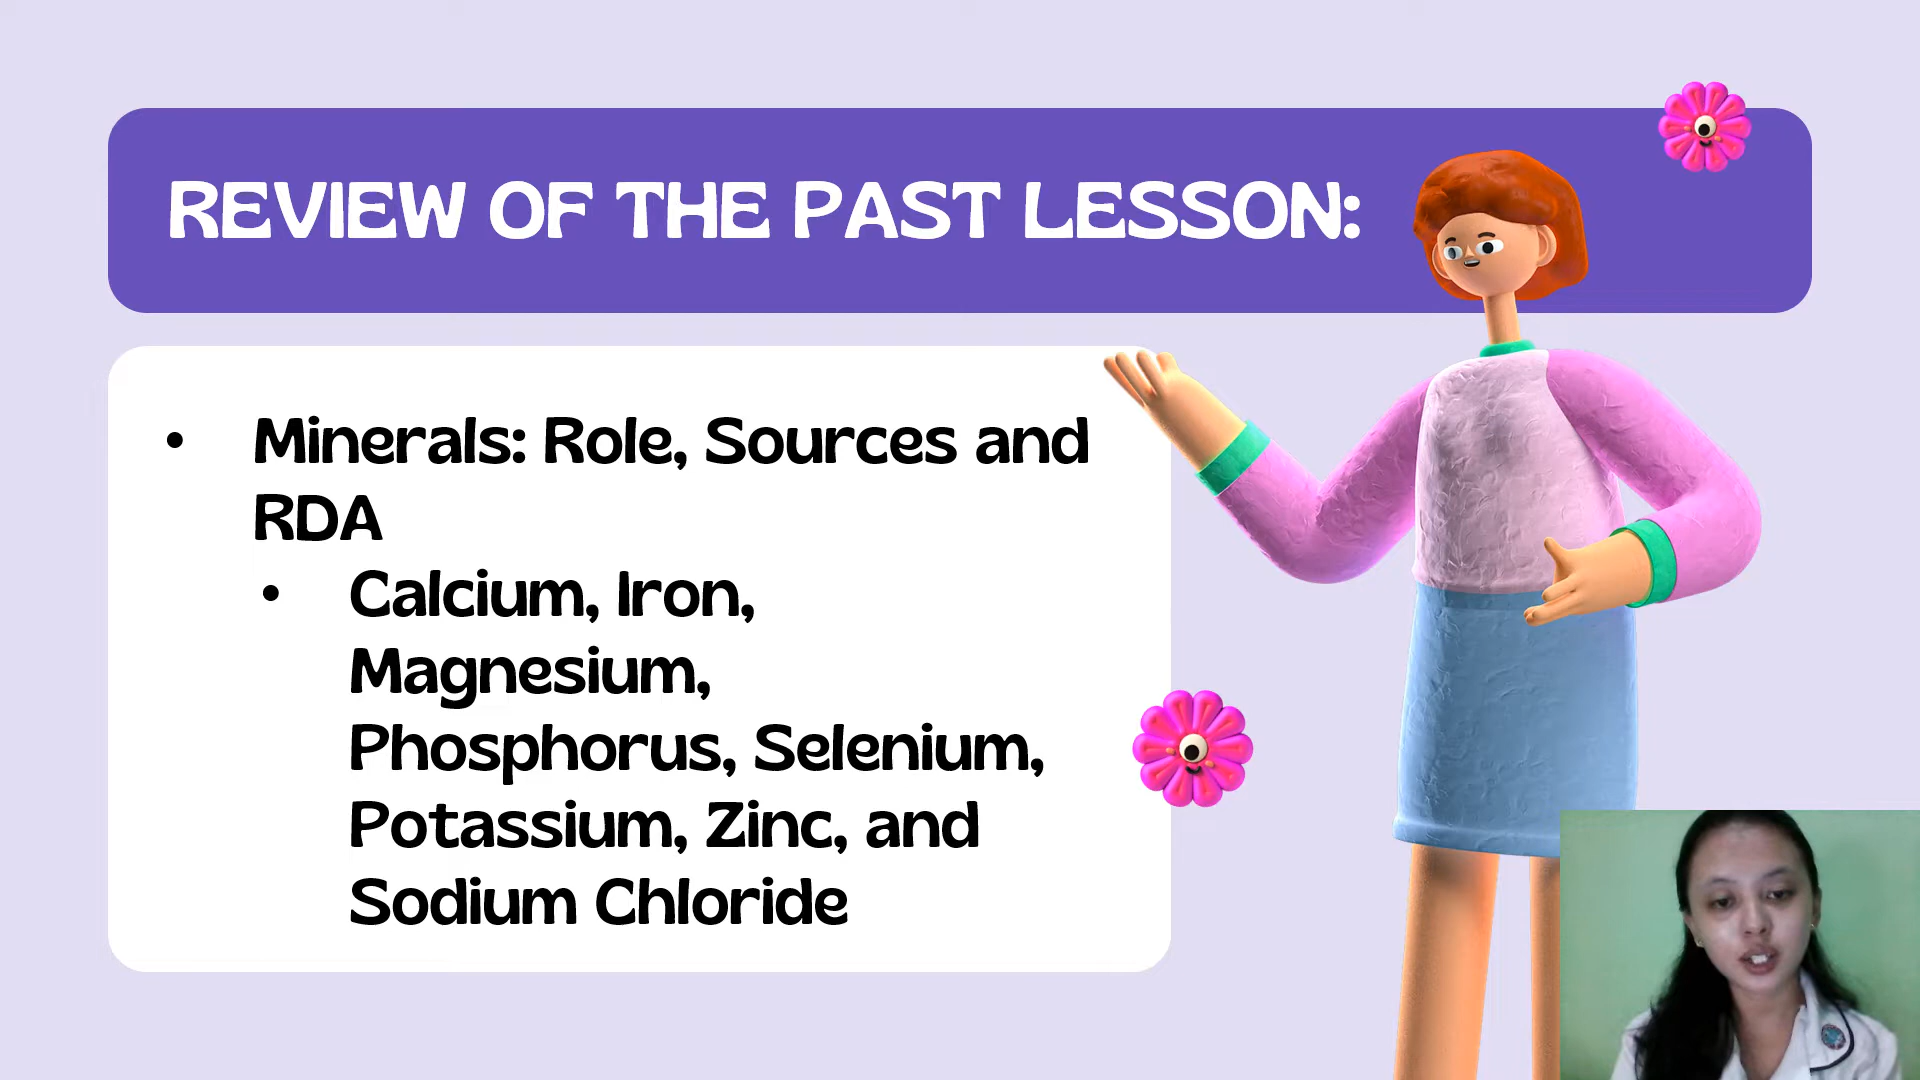 REVIEW OF THE PAST LESSON:
• Minerals: Role, Sources and
RDA
• Calcium, Iron,
Magnesium,
Phosphorus, Selenium,
Potassium, Zinc, and
Sodium Chloride